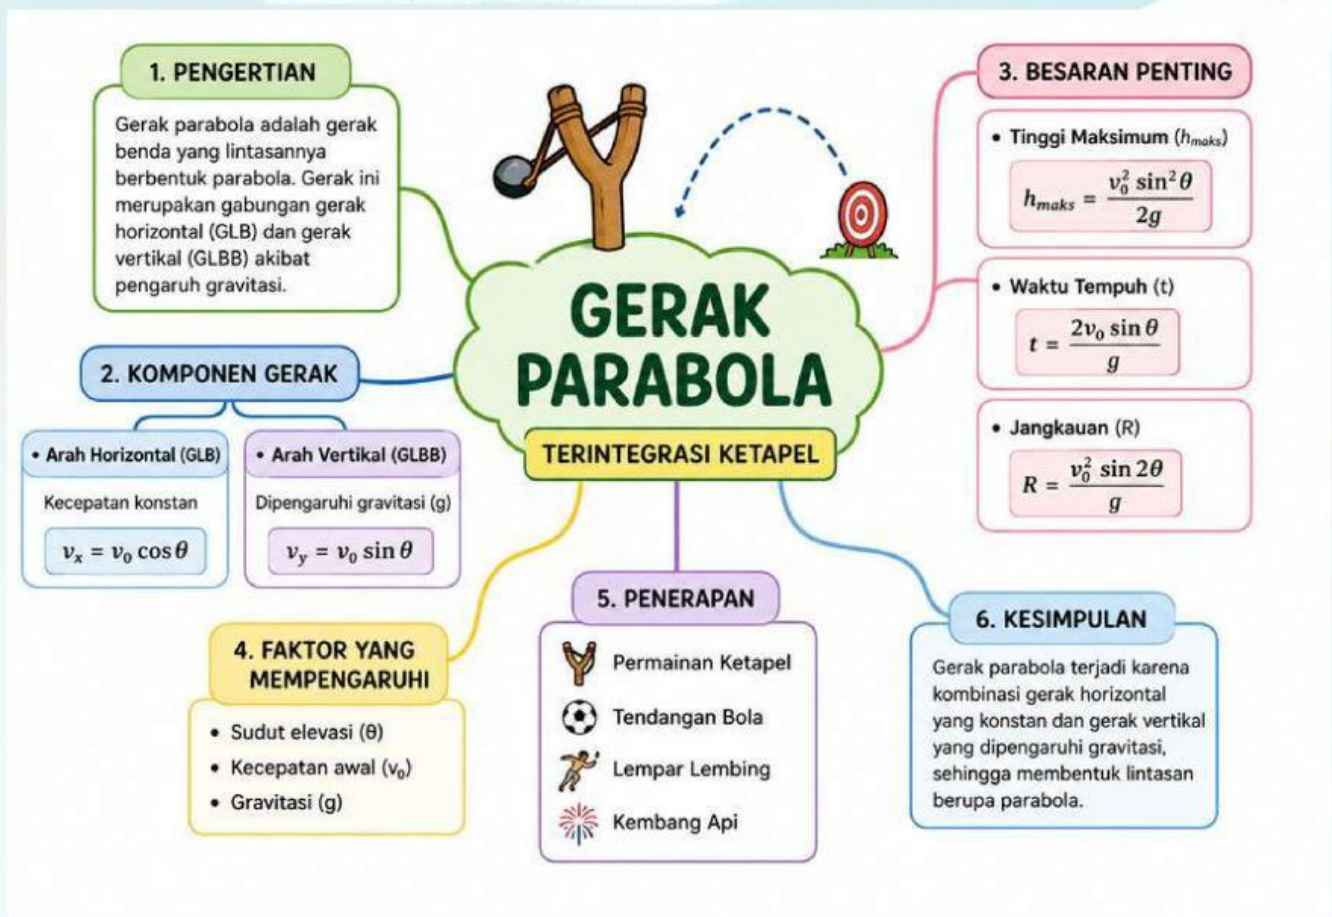 1. PENGERTIAN
Gerak parabola adalah gerak
benda yang lintasannya
berbentuk parabola. Gerak ini
merupakan gabungan gerak
horizontal (GLB) dan gerak
vertikal (GLBB) akibat
pengaruh gravitasi.
GERAK
PARABOLA
TERINTEGRASI KETAPEL
2. KOMPONEN GERAK
• Arah Horizontal (GLB)
Kecepatan konstan
vₓ = v₀ cos θ
• Arah Vertikal (GLBB)
Dipengaruhi gravitasi (g)
v_y = v₀ sin θ
3. BESARAN PENTING
• Tinggi Maksimum (h_maks)
h_maks = v₀² sin² θ / 2g
• Waktu Tempuh (t)
t = 2v₀ sin θ / g
• Jangkauan (R)
R = v₀² sin 2θ / g
4. FAKTOR YANG
MEMPENGARUHI
• Sudut elevasi (θ)
• Kecepatan awal (v₀)
• Gravitasi (g)
5. PENERAPAN
Permainan Ketapel
Tendangan Bola
Lempar Lembing
Kembang Api
6. KESIMPULAN
Gerak parabola terjadi karena
kombinasi gerak horizontal
yang konstan dan gerak vertikal
yang dipengaruhi gravitasi,
sehingga membentuk lintasan
berupa parabola.